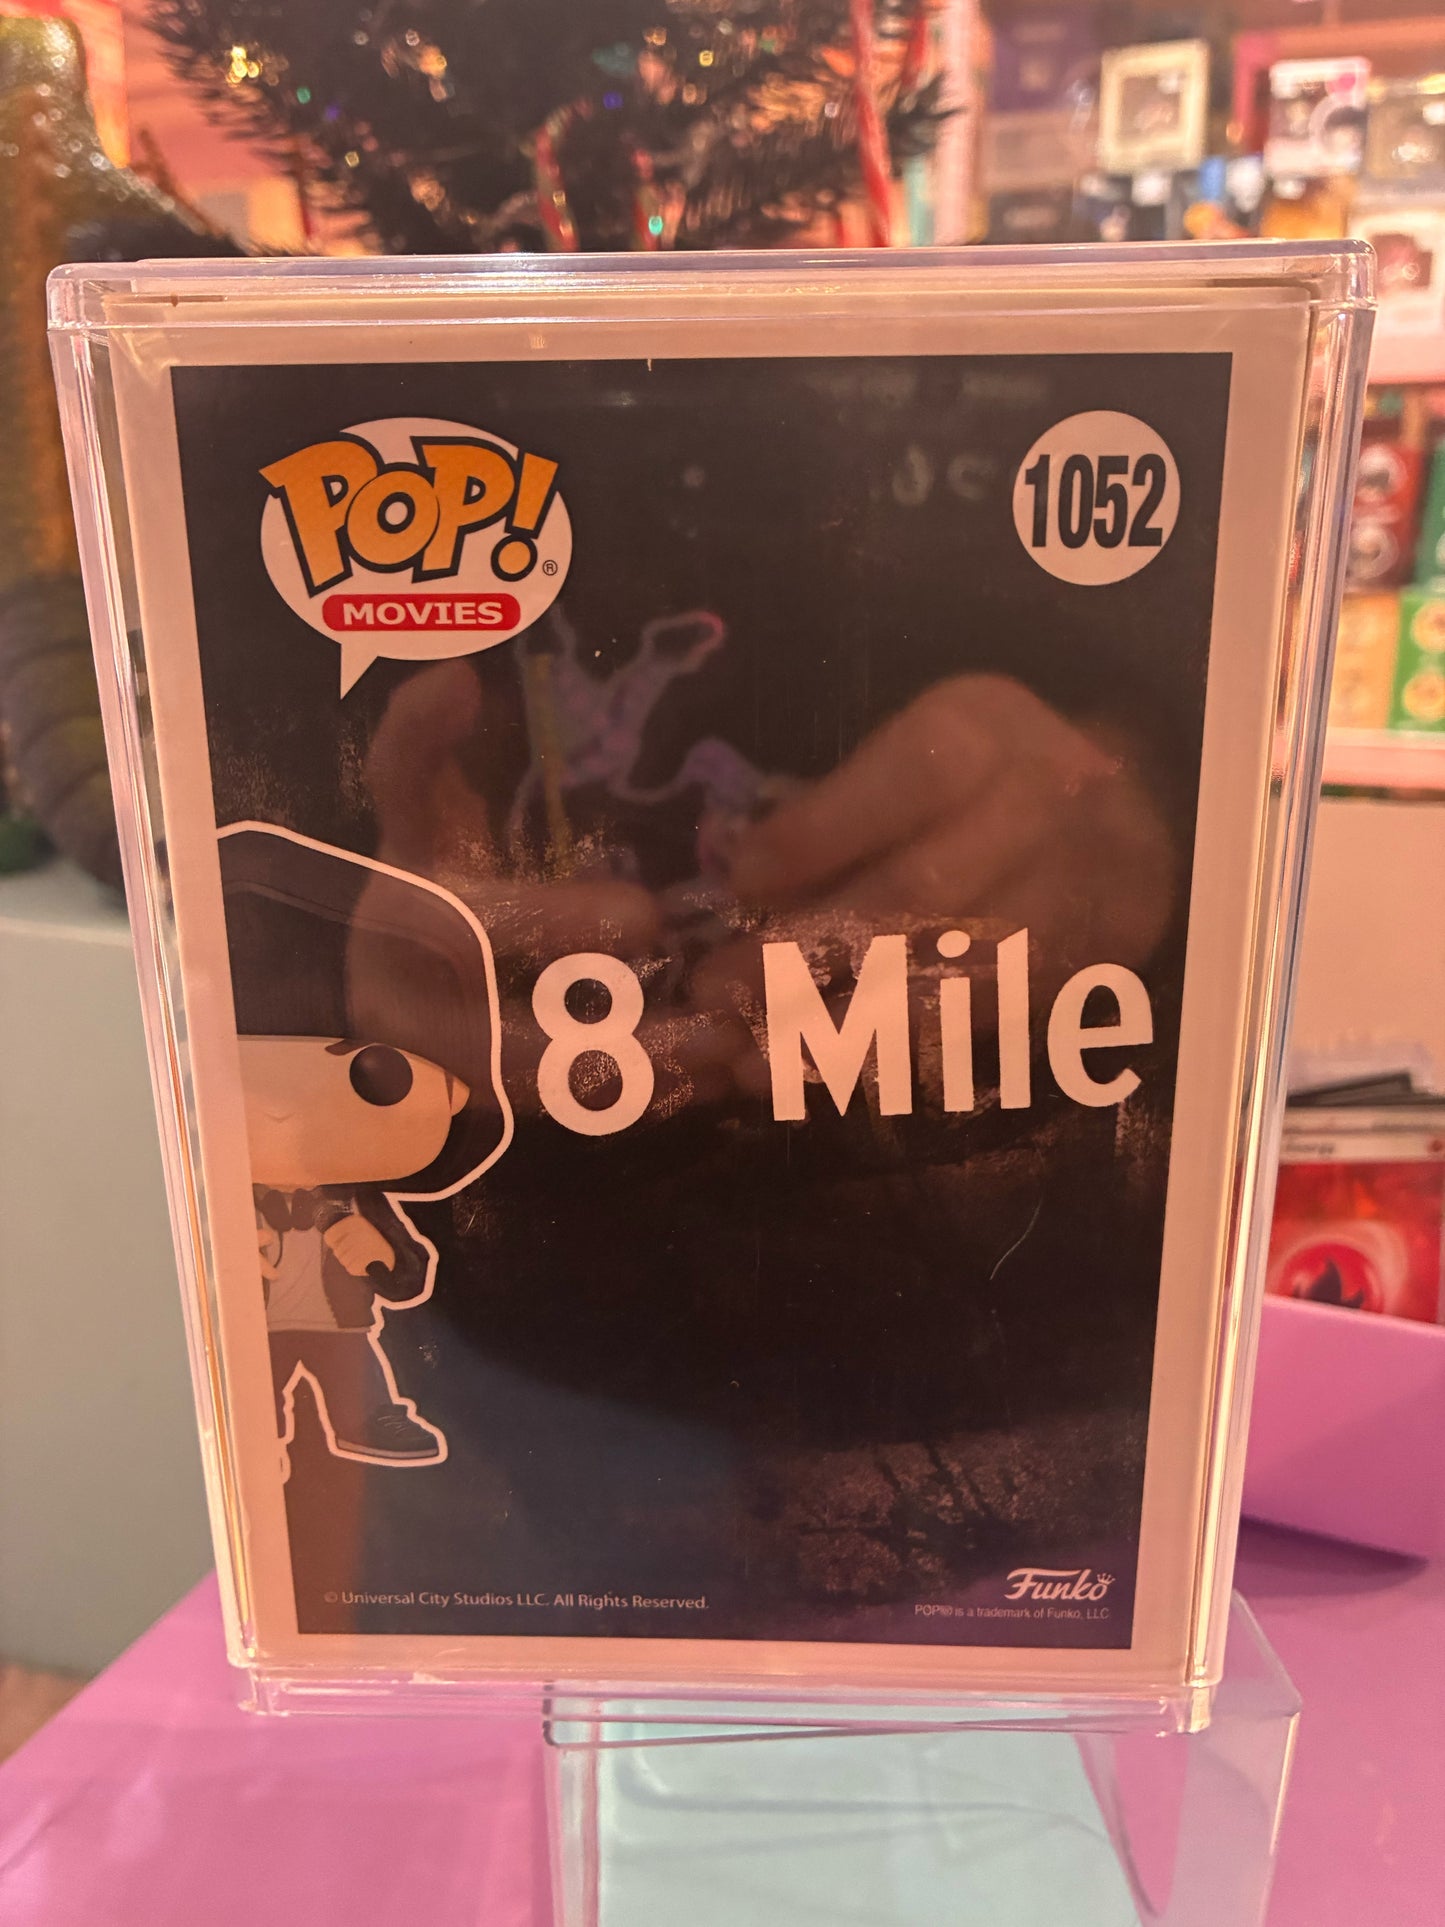 POP!®
MOVIES
1052
8 Mile
© Universal City Studios LLC. All Rights Reserved.
Funko
POP!® is a trademark of Funko, LLC